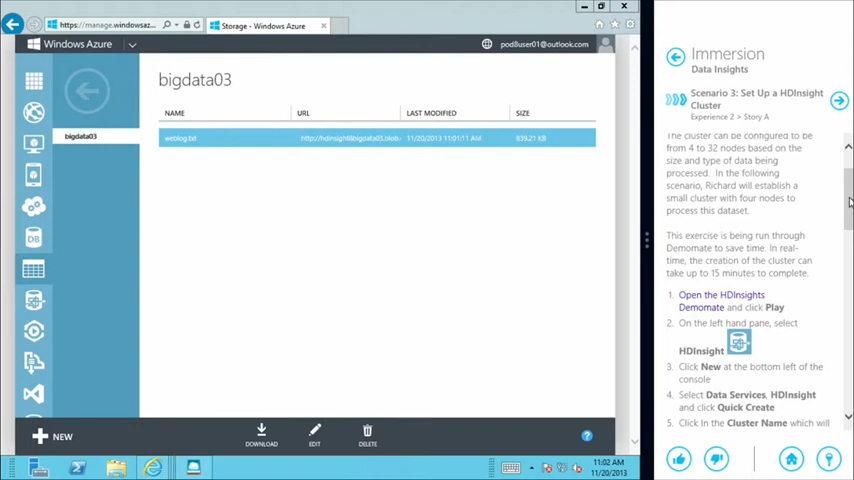 https://manage.windowsaz...
Storage - Windows Azure
Windows Azure
pod8user01@outlook.com
bigdata03
bigdata03
NAME
URL
LAST MODIFIED
SIZE
weblog.txt
http://hdinsight8bigdata03.blob.
11/20/2013 11:01:11 AM
839.21 KB
DB
NEW
DOWNLOAD
EDIT
DELETE
?
11:02 AM
11/20/2013
Immersion
Data Insights
Scenario 3: Set Up a HDInsight
Cluster
Experience 2 > Story A
The cluster can be configured to be
from 4 to 32 nodes based on the
size and type of data being
processed. In the following
scenario, Richard will establish a
small cluster with four nodes to
process this dataset.
This exercise is being run through
Demomate to save time. In real-
time, the creation of the cluster can
take up to 15 minutes to complete.
1. Open the HDInsights
Demomate and click Play
2. On the left hand pane, select
HDInsight
3. Click New at the bottom left of the
console
4. Select Data Services, HDInsight
and click Quick Create
5. Click In the Cluster Name which will